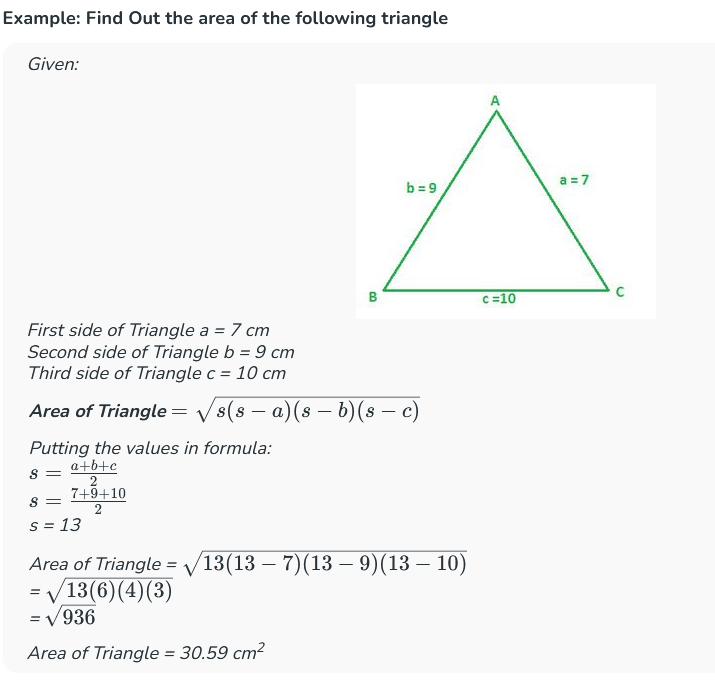 Example: Find Out the area of the following triangle
Given:
A
b = 9
a = 7
B
c =10
C
First side of Triangle a = 7 cm
Second side of Triangle b = 9 cm
Third side of Triangle c = 10 cm
Area of Triangle = √s(s − a)(s − b)(s − c)
Putting the values in formula:
s = a+b+c/2
s = 7+9+10/2
s = 13
Area of Triangle = √13(13 − 7)(13 − 9)(13 − 10)
= √13(6)(4)(3)
= √936
Area of Triangle = 30.59 cm²